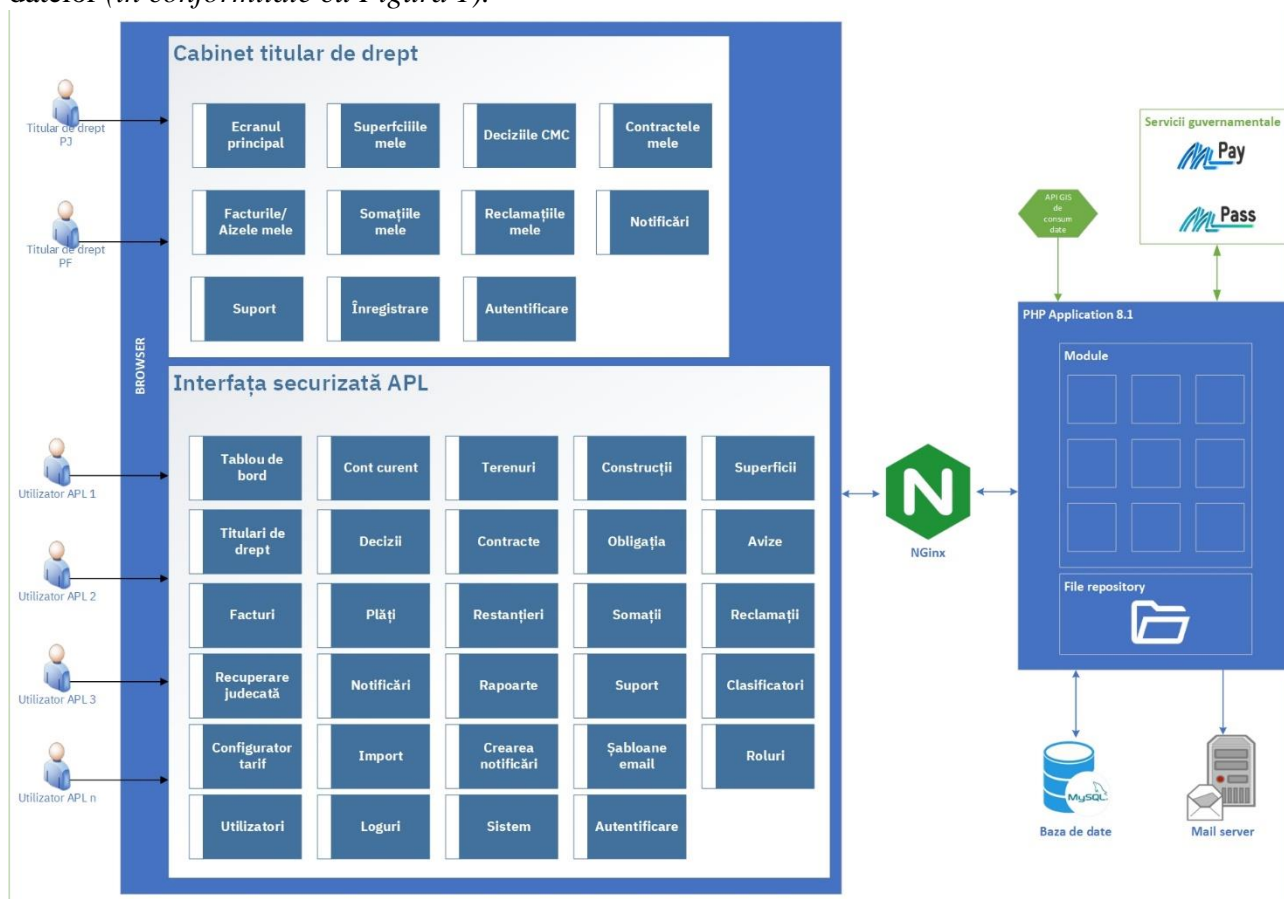 datelor (în conformitate cu Figura 1).
Cabinet titular de drept
Titular de drept
PJ
Titular de drept
PF
Ecranul
principal
Superfciiile
mele
Deciziile CMC
Contractele
mele
Facturile/
Aizele mele
Somațiile
mele
Reclamațiile
mele
Notificări
Suport
Înregistrare
Autentificare
BROWSER
Interfața securizată APL
Utilizator APL 1
Utilizator APL 2
Utilizator APL 3
Utilizator APL n
Tablou de
bord
Cont curent
Terenuri
Construcții
Superficii
Titulari de
drept
Decizii
Contracte
Obligația
Avize
Facturi
Plăți
Restanțieri
Somații
Reclamații
Recuperare
judecată
Notificări
Rapoarte
Suport
Clasificatori
Configurator
tarif
Import
Crearea
notificări
Șabloane
email
Roluri
Utilizatori
Loguri
Sistem
Autentificare
N
NGinx
Servicii guvernamentale
Pay
Pass
API GIS
de
consum
date
PHP Application 8.1
Module
File repository
MySQL
Baza de date
Mail server